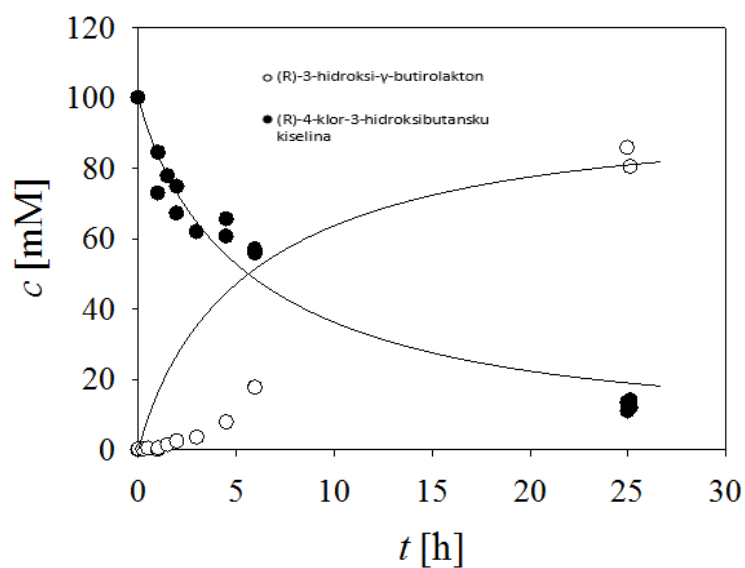 120
100
80
60
40
20
0
c [mM]
(R)-3-hidroksi-γ-butirolakton
(R)-4-klor-3-hidroksibutansku
kiselina
0 5 10 15 20 25 30
t [h]